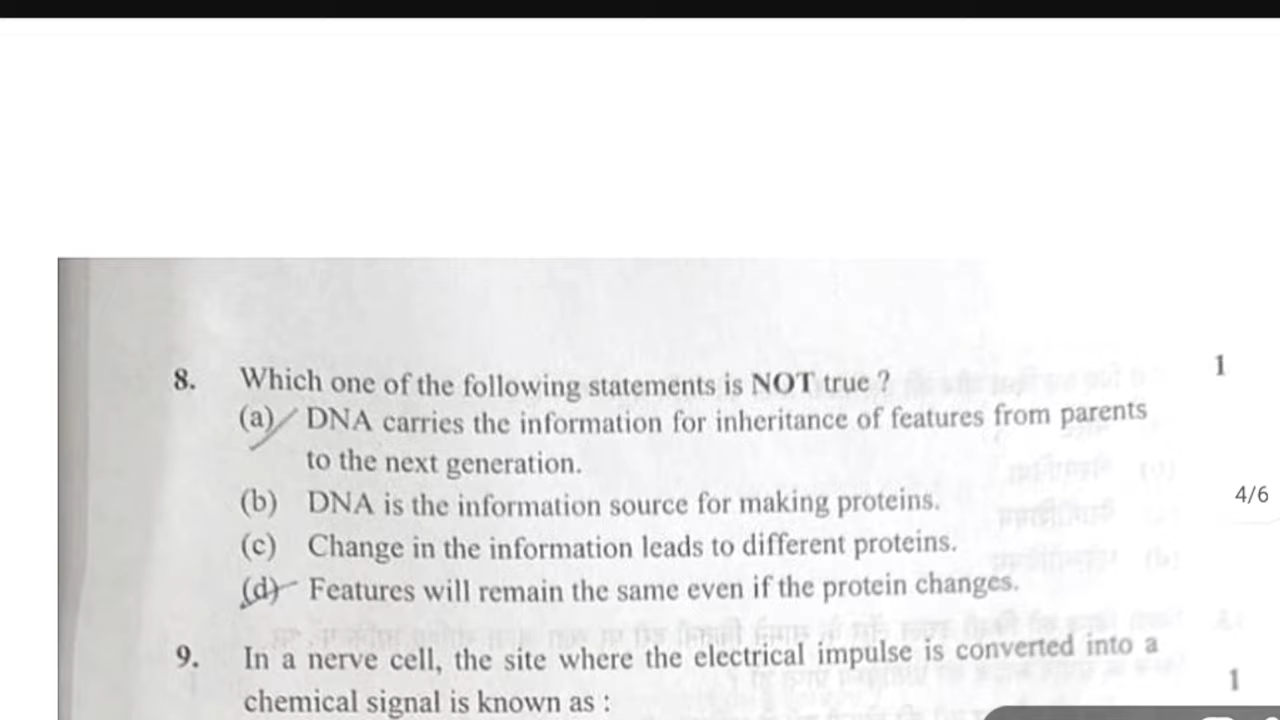 8. Which one of the following statements is NOT true ? 1
(a) DNA carries the information for inheritance of features from parents
to the next generation.
(b) DNA is the information source for making proteins.
(c) Change in the information leads to different proteins.
(d) Features will remain the same even if the protein changes.
4/6
9. In a nerve cell, the site where the electrical impulse is converted into a
chemical signal is known as : 1